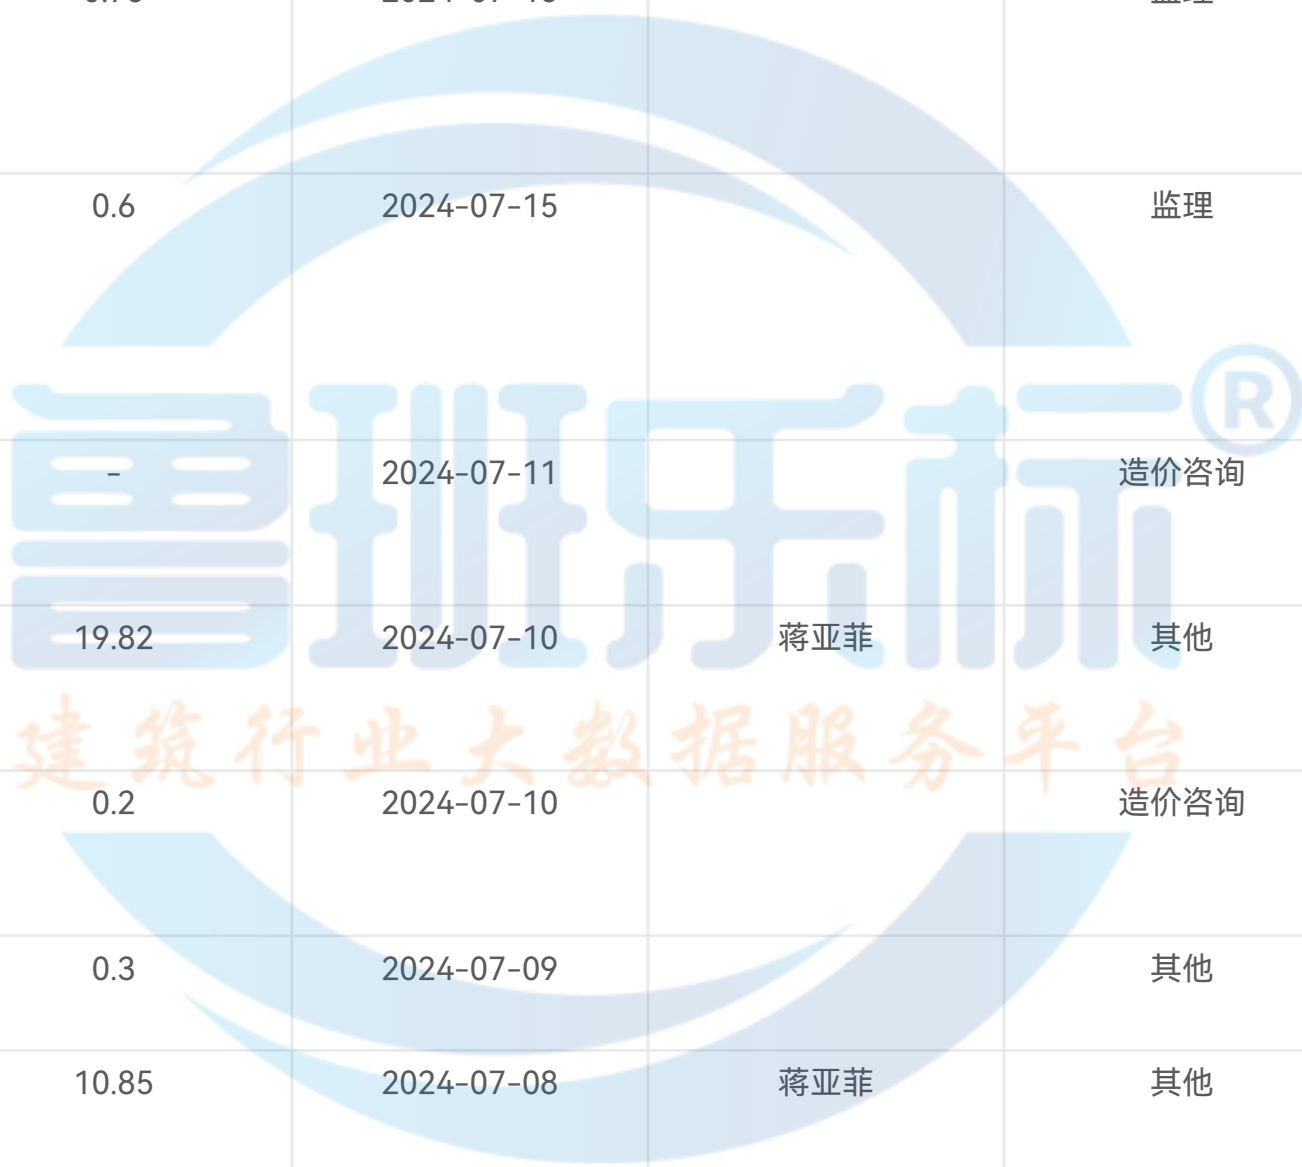 0.6 2024-07-15 监理
鲁班乐标®
- 2024-07-11 造价咨询
19.82 2024-07-10 蒋亚菲 其他
建筑行业大数据服务平台
0.2 2024-07-10 造价咨询
0.3 2024-07-09 其他
10.85 2024-07-08 蒋亚菲 其他